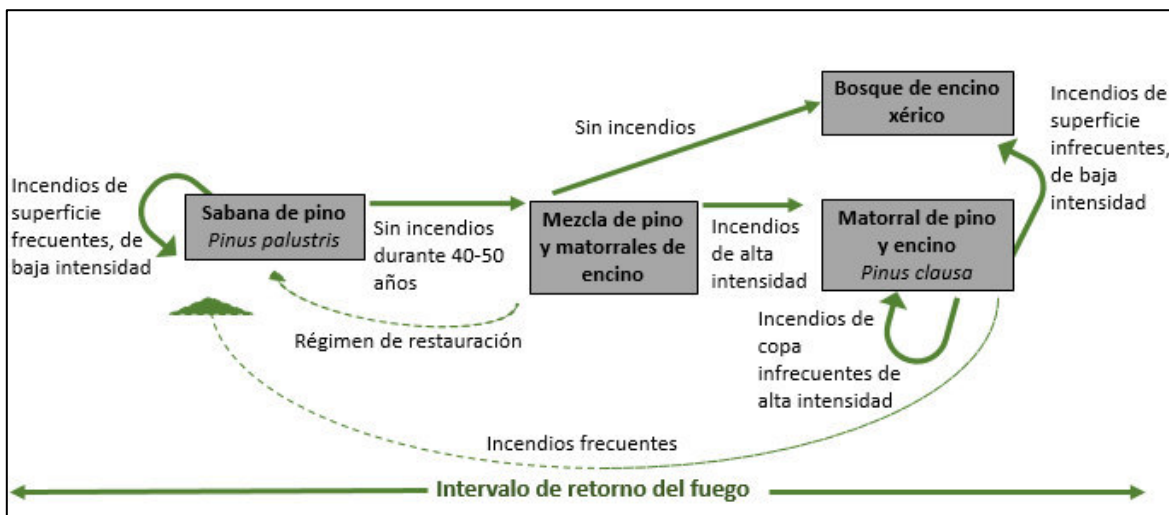 Bosque de encino
xérico
Incendios de
superficie
infrecuentes,
de baja
intensidad
Sin incendios
Incendios de
superficie
frecuentes, de
baja intensidad
Sabana de pino
Pinus palustris
Sin incendios
durante 40-50
años
Mezcla de pino
y matorrales de
encino
Incendios
de alta
intensidad
Matorral de pino
y encino
Pinus clausa
Incendios de
copa
infrecuentes de
alta intensidad
Régimen de restauración
Incendios frecuentes
Intervalo de retorno del fuego